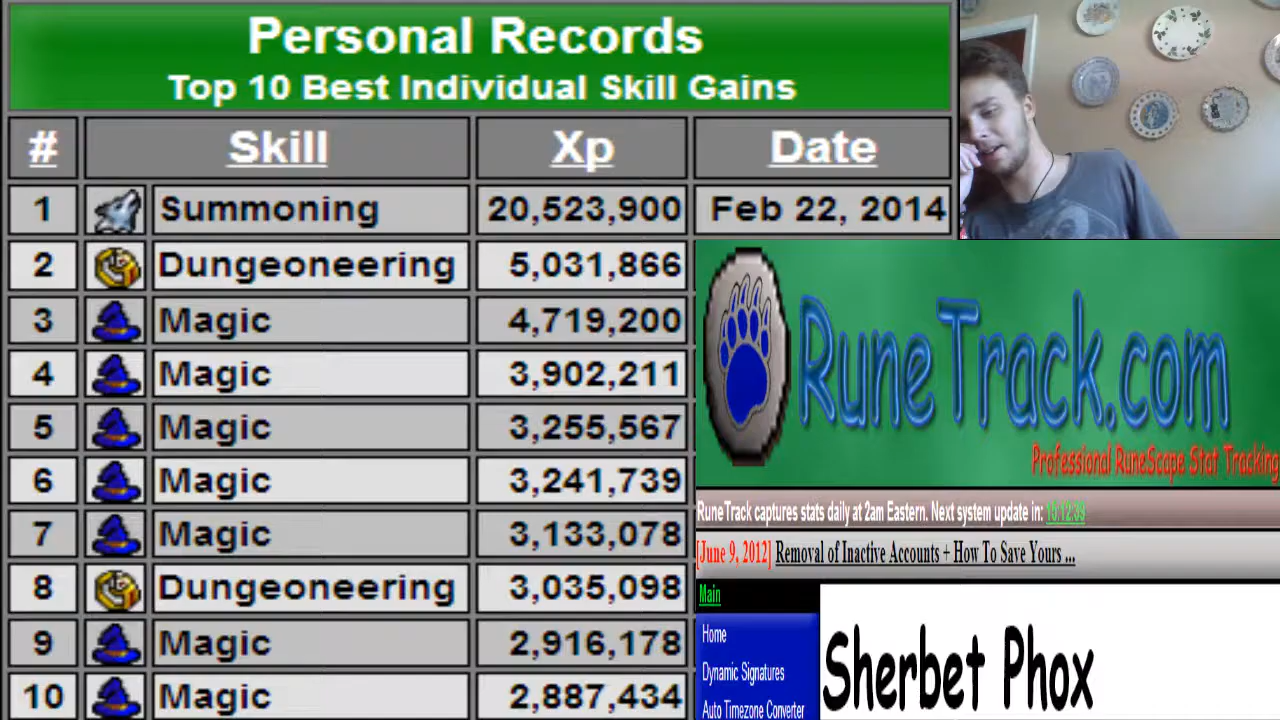 Personal Records
Top 10 Best Individual Skill Gains
# Skill Xp Date
1 Summoning 20,523,900 Feb 22, 2014
2 Dungeoneering 5,031,866
3 Magic 4,719,200
4 Magic 3,902,211
5 Magic 3,255,567
6 Magic 3,241,739
7 Magic 3,133,078
8 Dungeoneering 3,035,098
9 Magic 2,916,178
10 Magic 2,887,434
RuneTrack.com
Professional RuneScape Stat Tracking
RuneTrack captures stats daily at 2am Eastern. Next system update in:
[June 9, 2012] Removal of Inactive Accounts + How To Save Yours ...
Main
Home
Dynamic Signatures
Auto Timezone Converter
Sherbet Phox